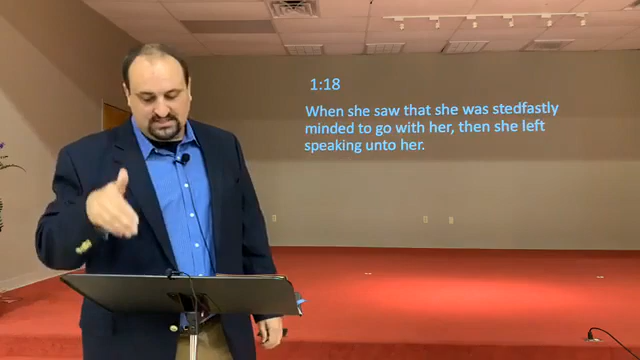 1:18
When she saw that she was stedfastly
minded to go with her, then she left
speaking unto her.